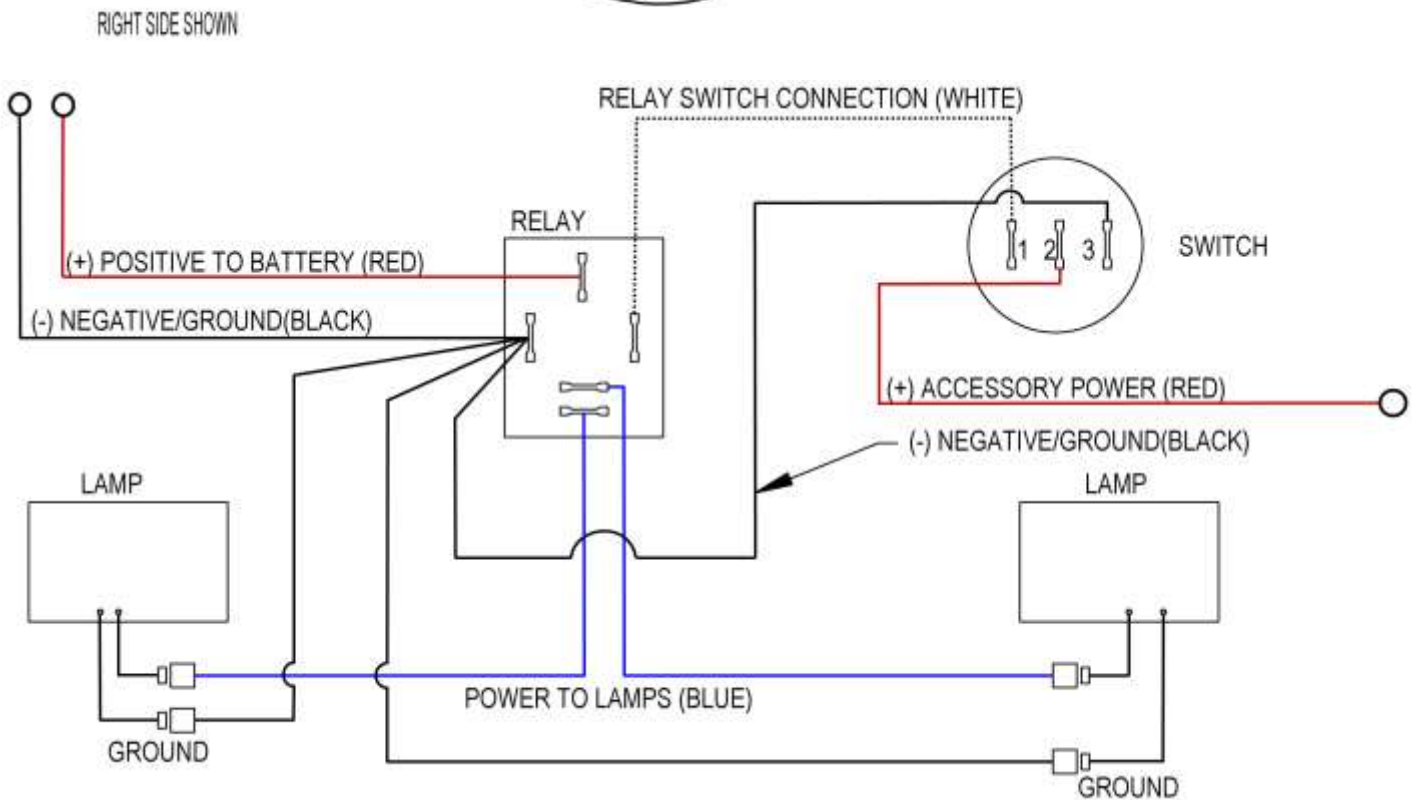 RIGHT SIDE SHOWN
RELAY SWITCH CONNECTION (WHITE)
RELAY
1 2 3
SWITCH
(+) POSITIVE TO BATTERY (RED)
(-) NEGATIVE/GROUND(BLACK)
(+) ACCESSORY POWER (RED)
(-) NEGATIVE/GROUND(BLACK)
LAMP
LAMP
POWER TO LAMPS (BLUE)
GROUND
GROUND